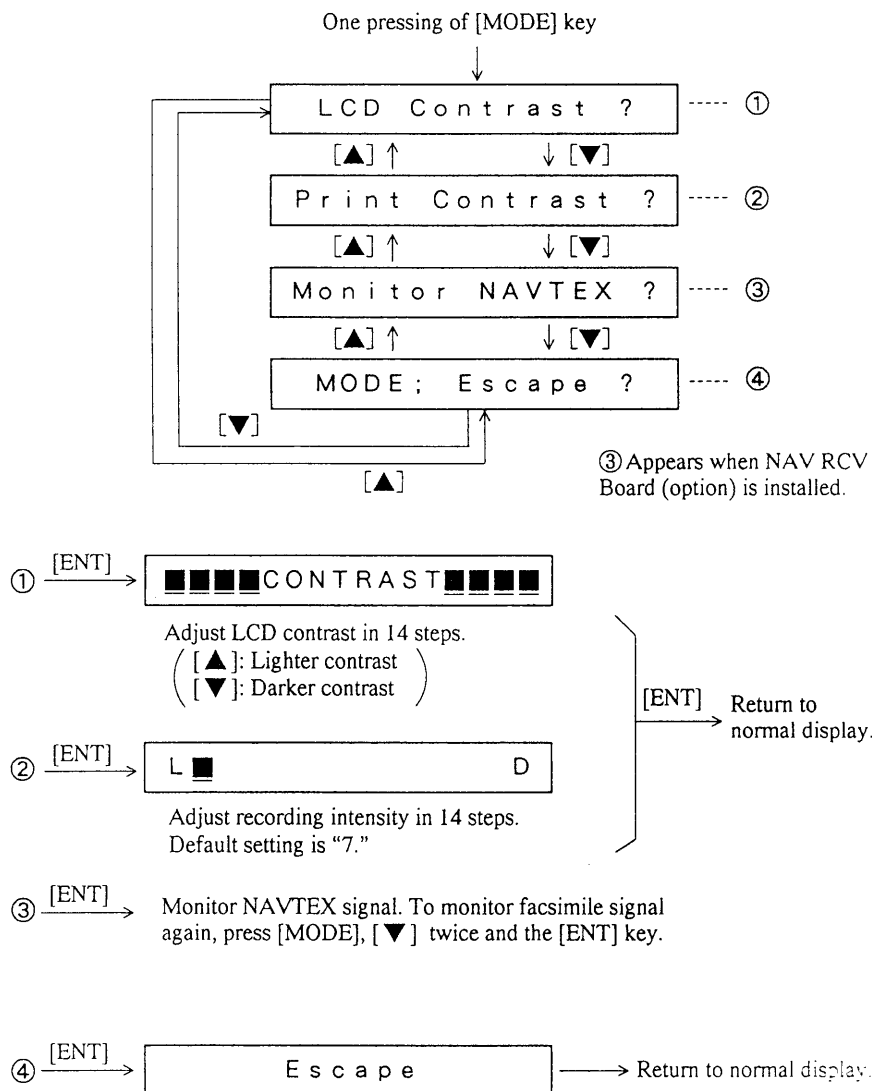 One pressing of [MODE] key
LCD Contrast ? ----- ①
[▲] ↑ ↓ [▼]
Print Contrast ? ----- ②
[▲] ↑ ↓ [▼]
Monitor NAVTEX ? ----- ③
[▲] ↑ ↓ [▼]
MODE; Escape ? ----- ④
[▼]
[▲]
③ Appears when NAV RCV
Board (option) is installed.
① [ENT] → ■■■■CONTRAST■■■■
Adjust LCD contrast in 14 steps.
([▲]: Lighter contrast
[▼]: Darker contrast)
[ENT] → Return to
normal display.
② [ENT] → L ■ D
Adjust recording intensity in 14 steps.
Default setting is “7.”
③ [ENT] → Monitor NAVTEX signal. To monitor facsimile signal
again, press [MODE], [▼] twice and the [ENT] key.
④ [ENT] → Escape → Return to normal display.